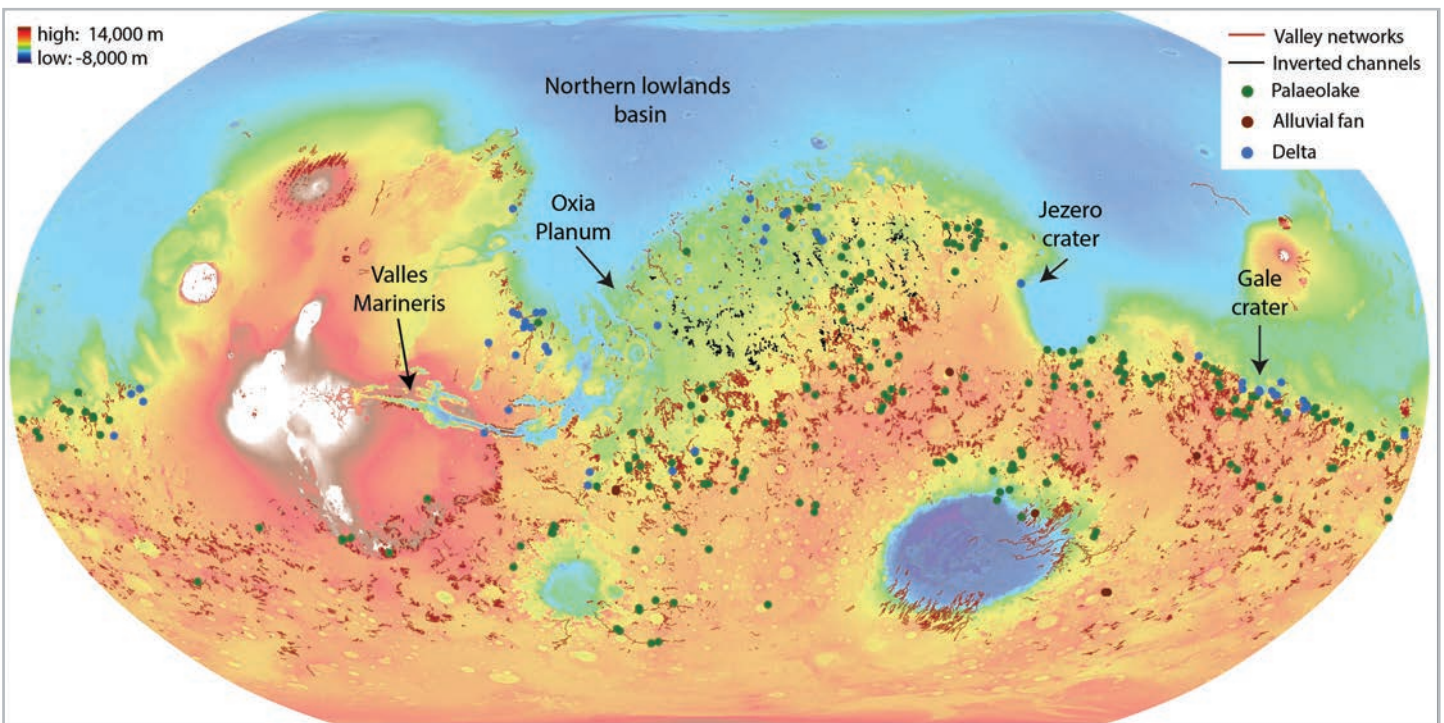 high: 14,000 m
low: -8,000 m
Northern lowlands
basin
Valley networks
Inverted channels
Palaeolake
Alluvial fan
Delta
Oxia
Planum
Jezero
crater
Valles
Marineris
Gale
crater